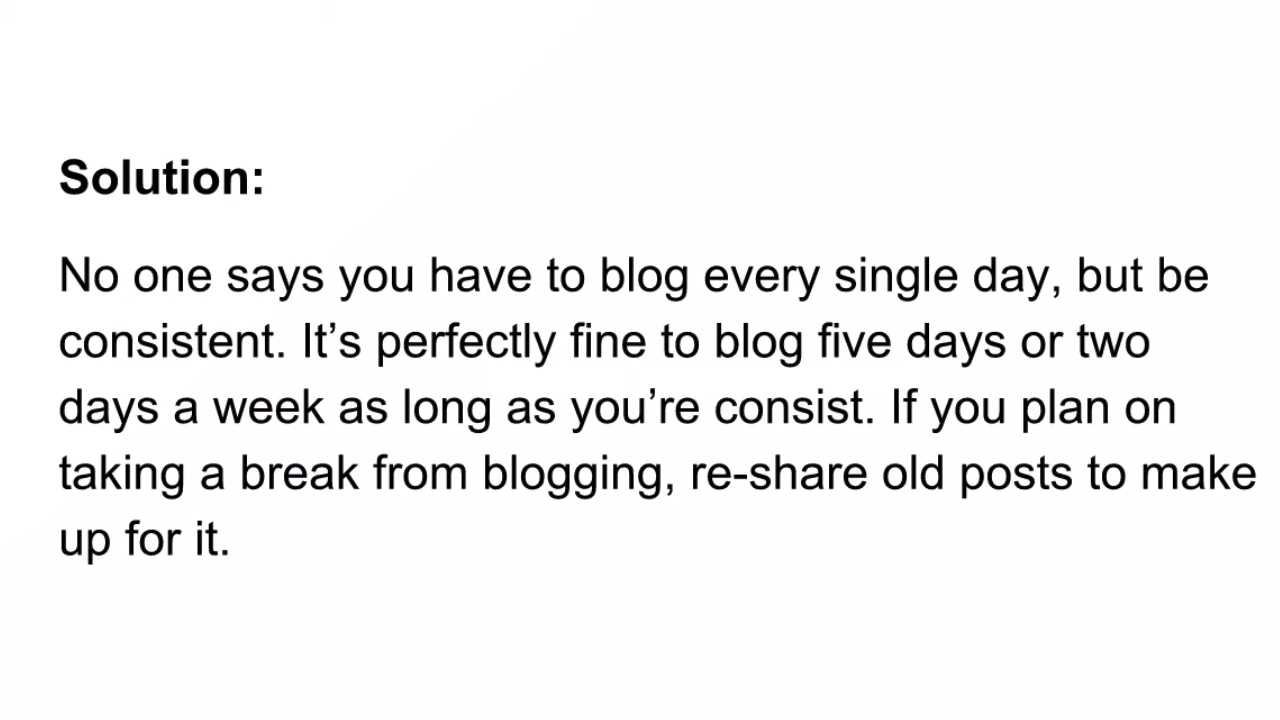 Solution:
No one says you have to blog every single day, but be
consistent. It’s perfectly fine to blog five days or two
days a week as long as you’re consist. If you plan on
taking a break from blogging, re-share old posts to make
up for it.